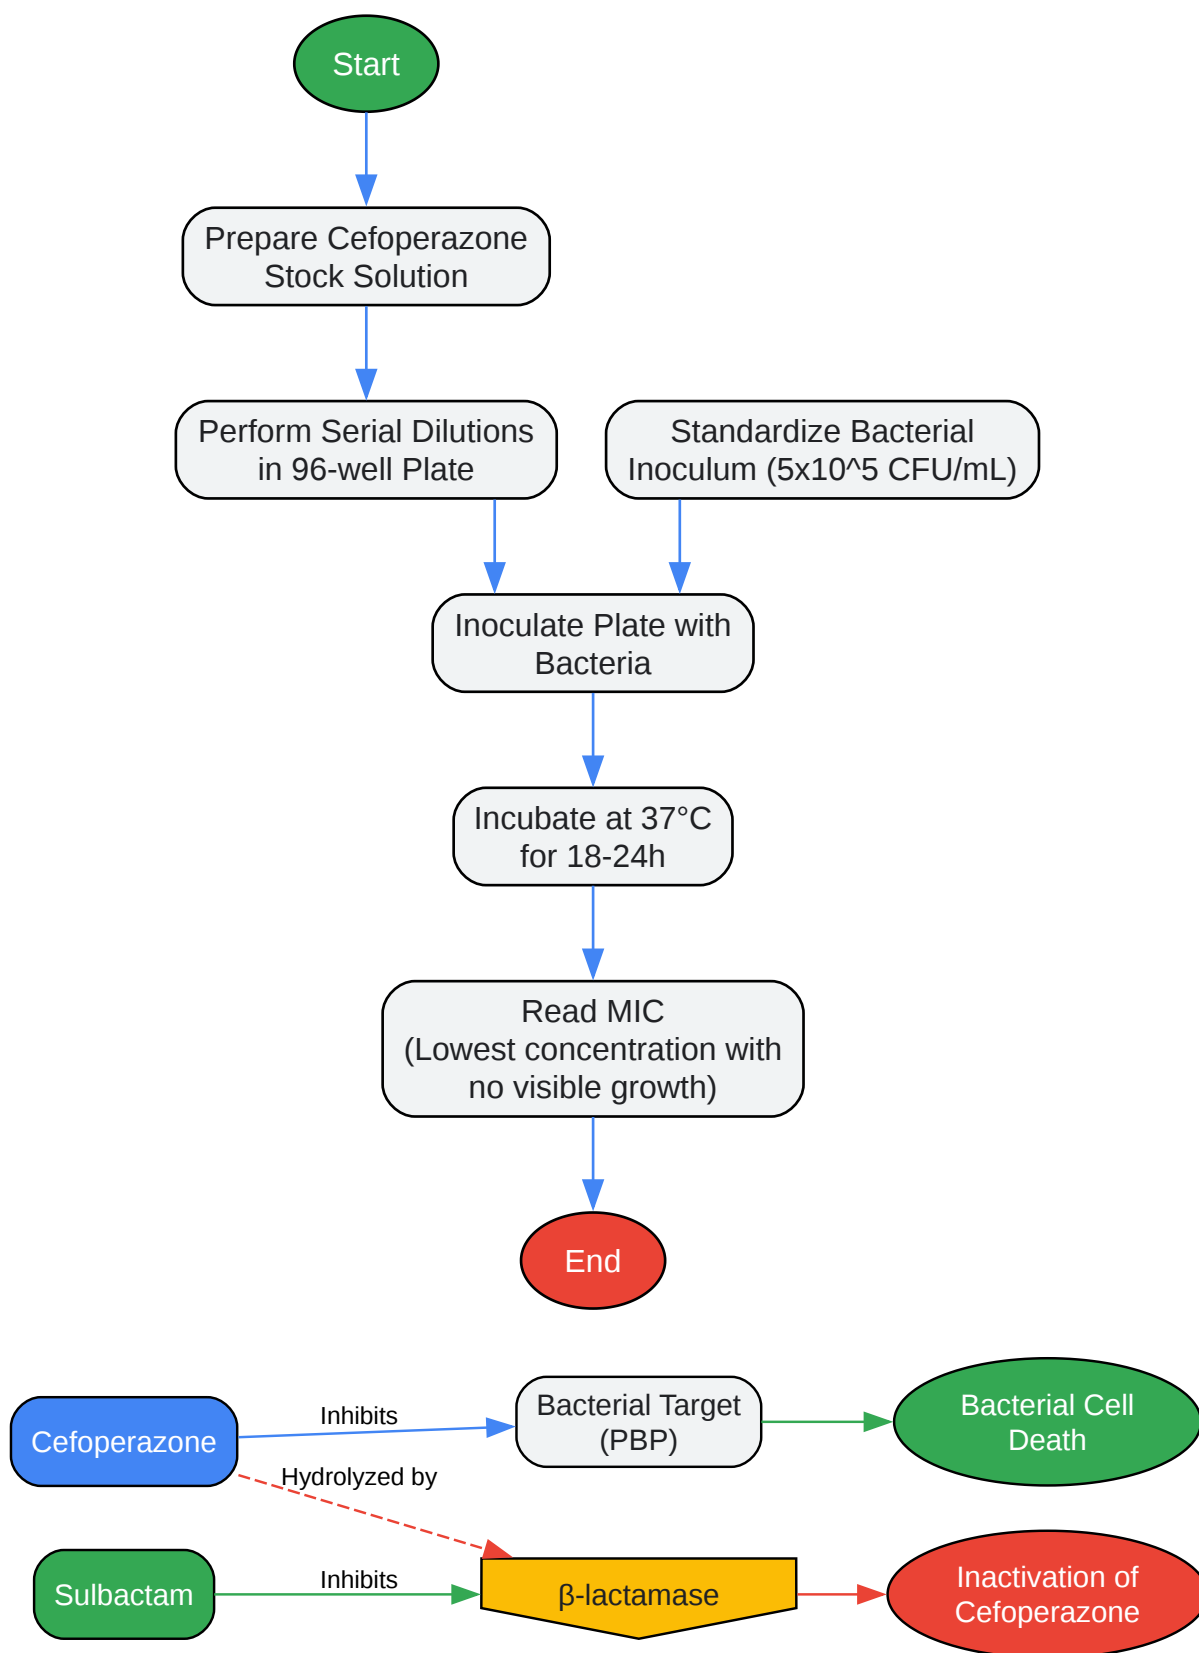 Start
Prepare Cefoperazone
Stock Solution
Perform Serial Dilutions
in 96-well Plate
Standardize Bacterial
Inoculum (5x10^5 CFU/mL)
Inoculate Plate with
Bacteria
Incubate at 37°C
for 18-24h
Read MIC
(Lowest concentration with
no visible growth)
End
Cefoperazone
Inhibits
Bacterial Target
(PBP)
Bacterial Cell
Death
Hydrolyzed by
Sulbactam
Inhibits
β-lactamase
Inactivation of
Cefoperazone